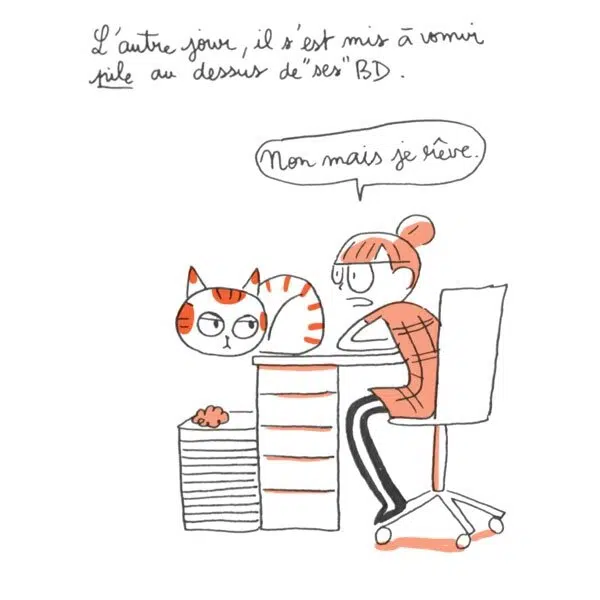 L'autre jour, il s'est mis à vomir
pile au dessus de "ses" BD.
Non mais je rêve.